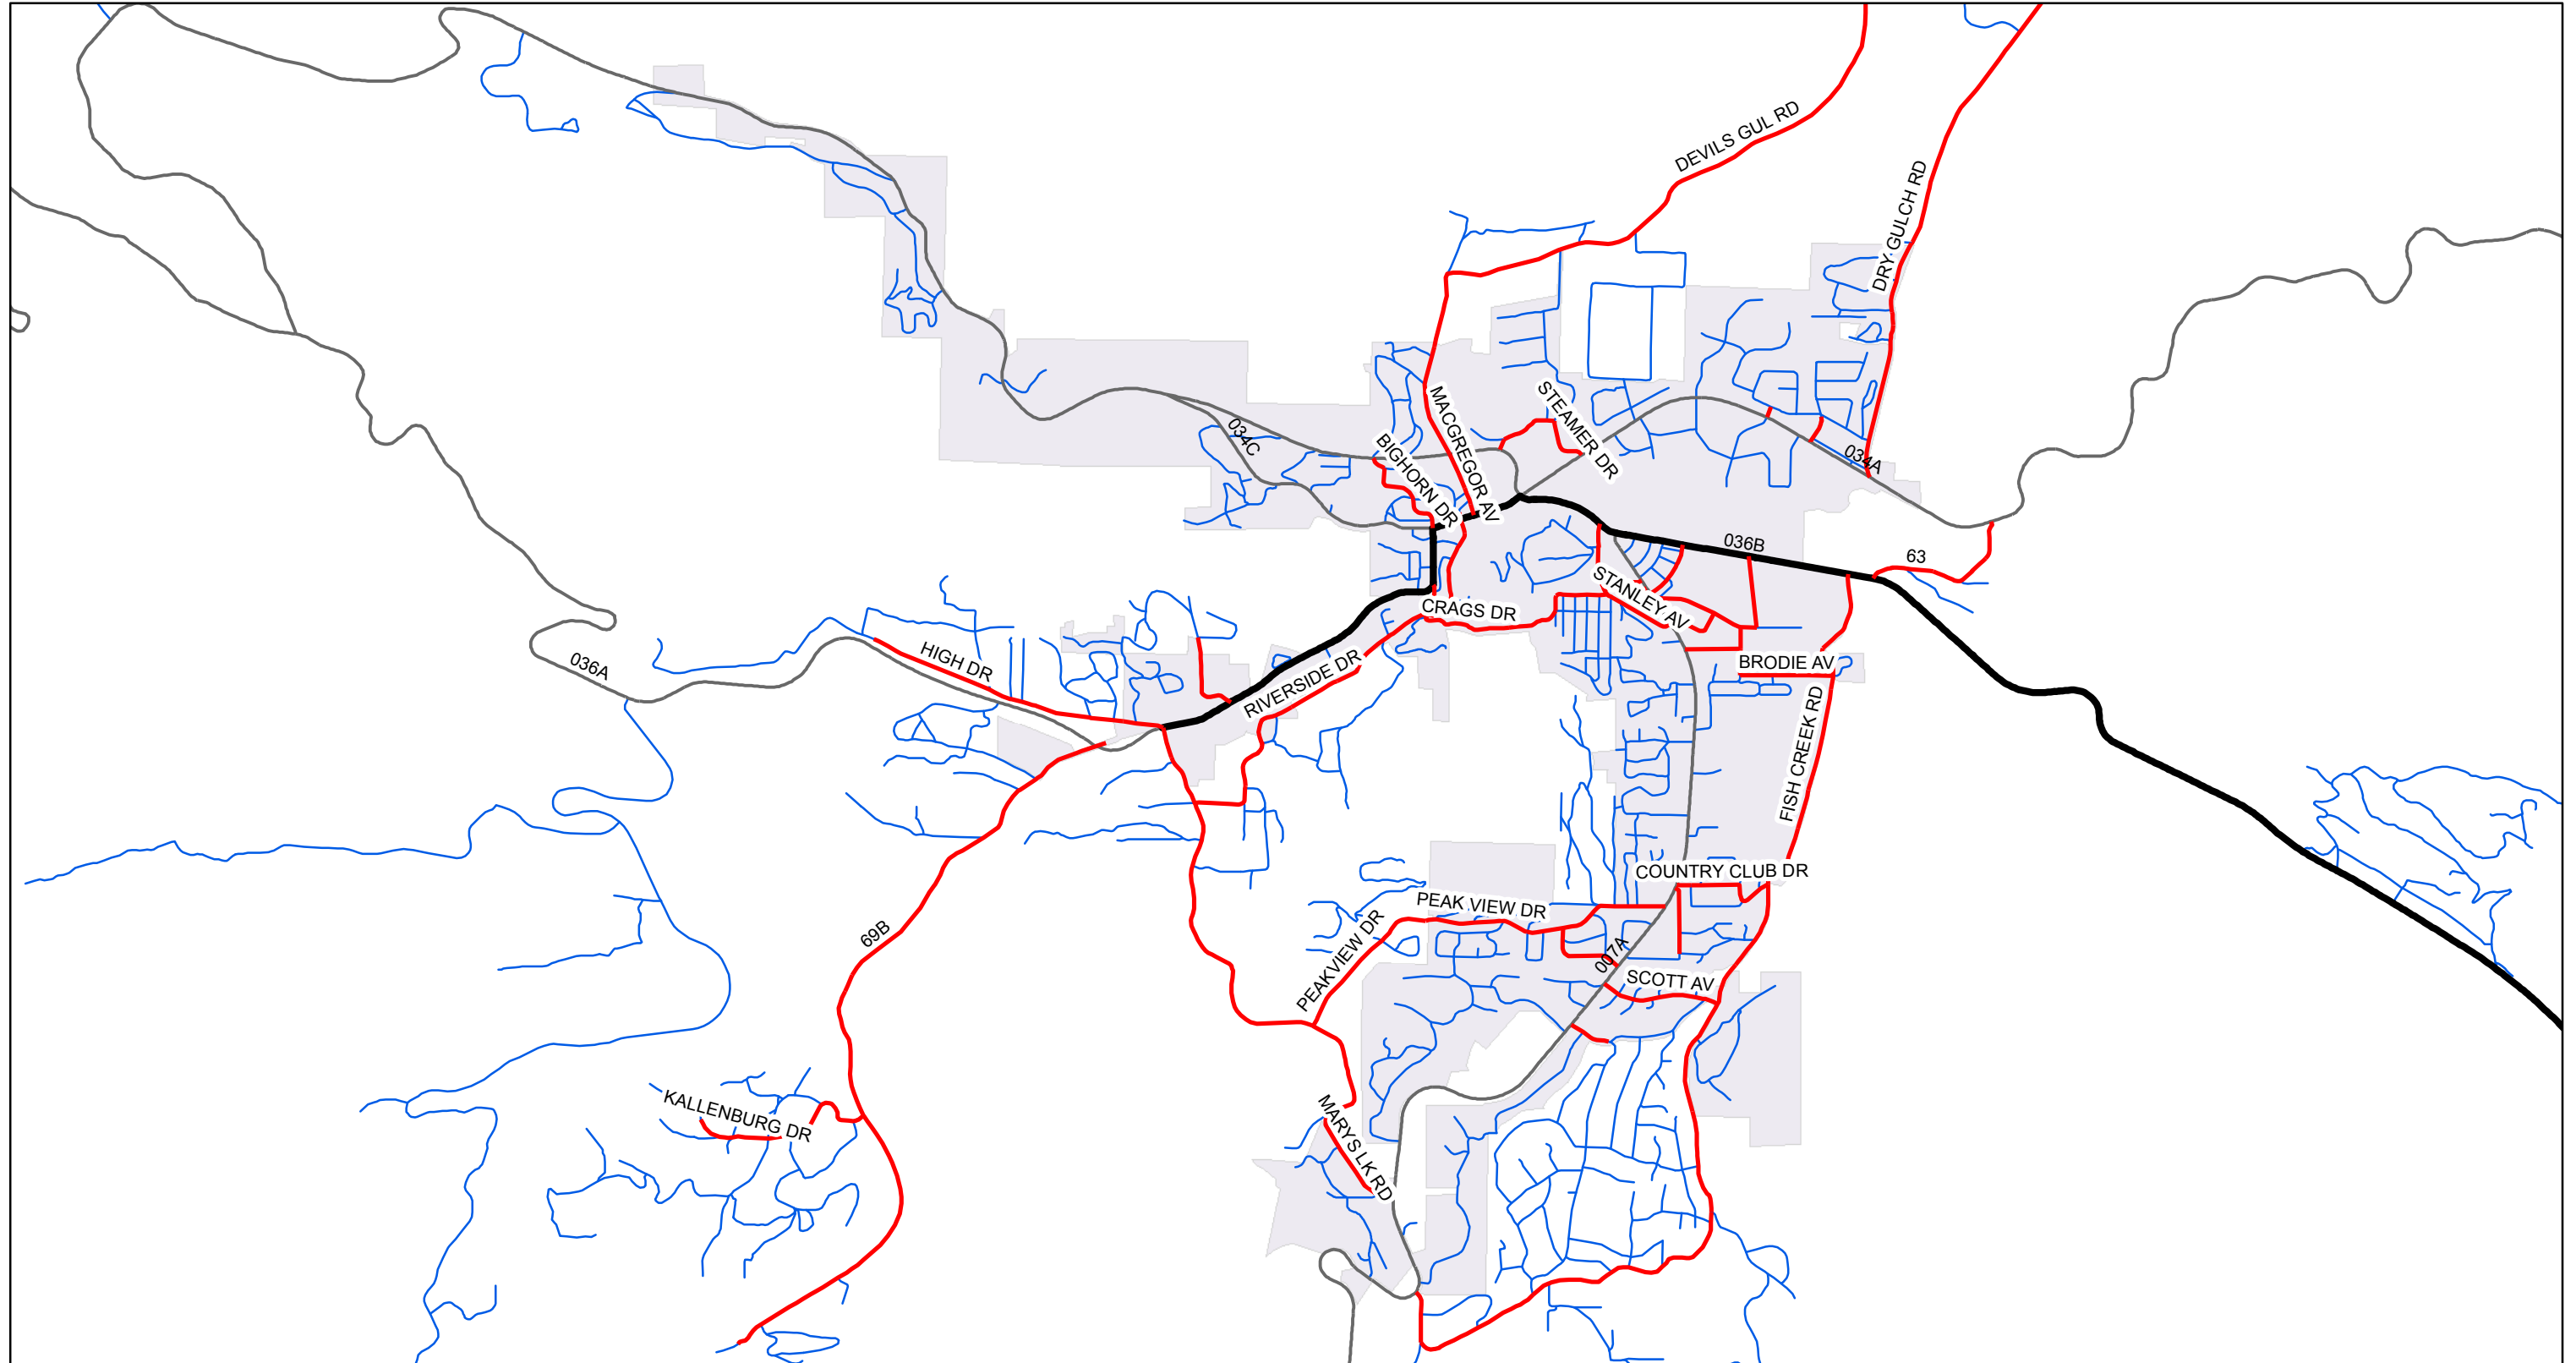 DEVILS GUL RD
DRY GULCH RD
STEAMER DR
MACGREGOR AV
034C
BIGHORN DR
034A
036B
63
STANLEY AV
CRAGS DR
HIGH DR
036A
RIVERSIDE DR
BRODIE AV
FISH CREEK RD
COUNTRY CLUB DR
PEAK VIEW DR
PEAKVIEW DR
69B
007A
SCOTT AV
KALLENBURG DR
MARYS LK RD